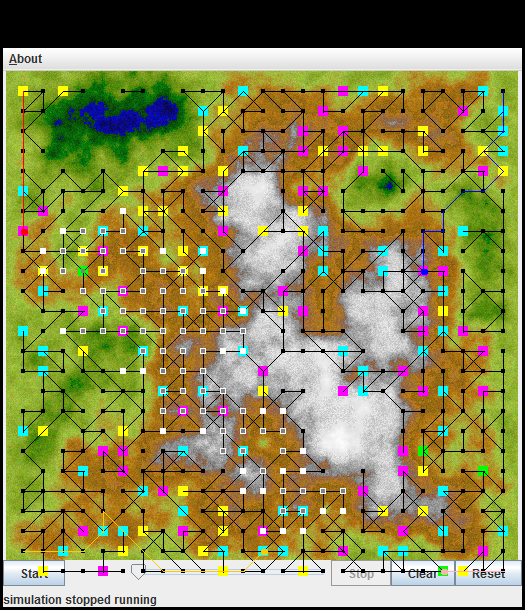 About
Start Stop Clear Reset
simulation stopped running